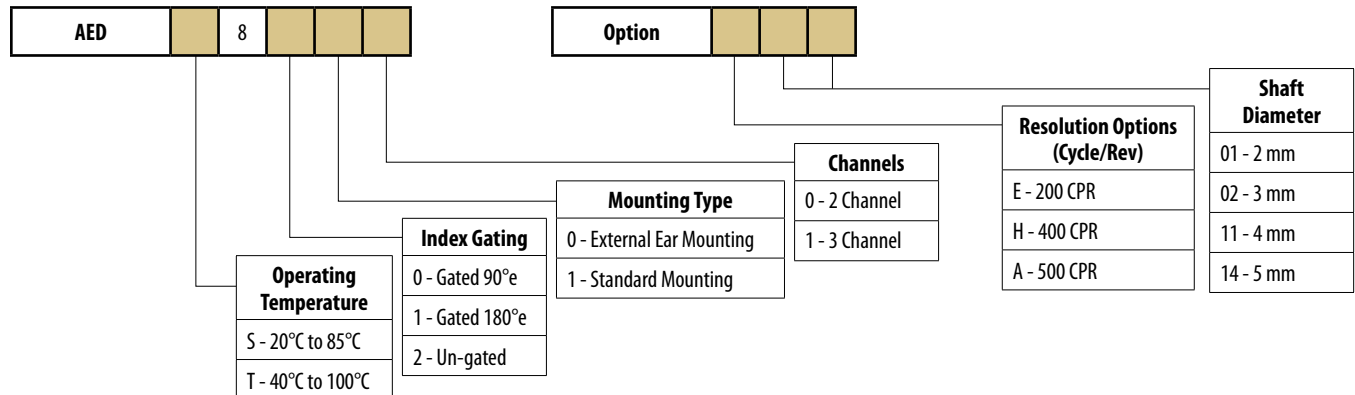 AED 8
Option
Shaft
Diameter
01 - 2 mm
02 - 3 mm
11 - 4 mm
14 - 5 mm
Resolution Options
(Cycle/Rev)
E - 200 CPR
H - 400 CPR
A - 500 CPR
Channels
0 - 2 Channel
1 - 3 Channel
Mounting Type
0 - External Ear Mounting
1 - Standard Mounting
Index Gating
0 - Gated 90°e
1 - Gated 180°e
2 - Un-gated
Operating
Temperature
S - 20°C to 85°C
T - 40°C to 100°C